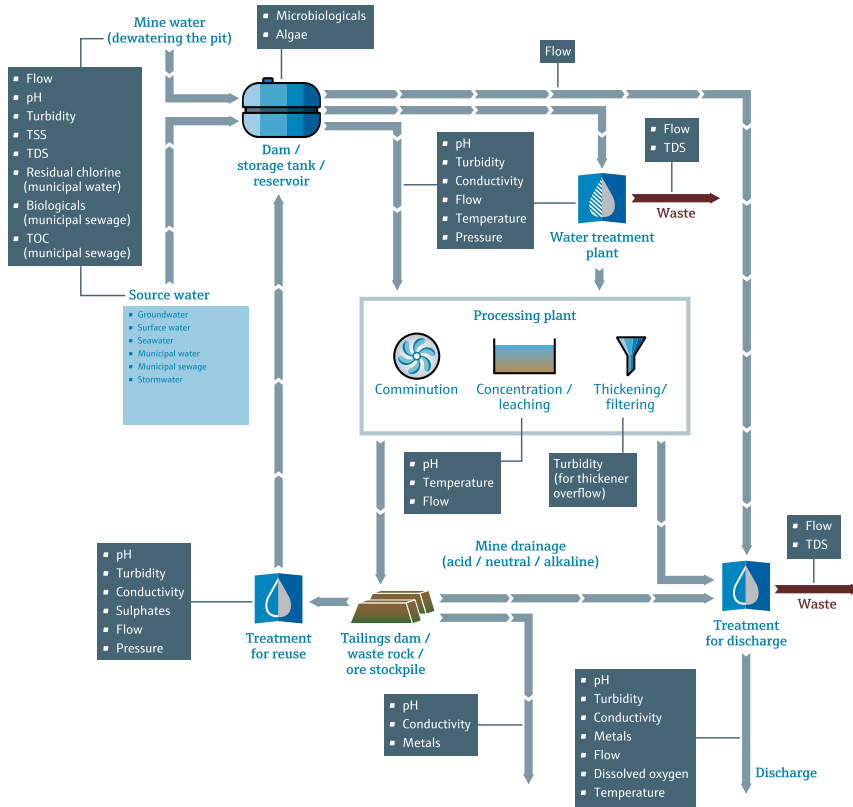 Mine water
(dewatering the pit)
Microbiologicals
Algae
Flow
Flow
pH
Turbidity
TSS
TDS
Residual chlorine
(municipal water)
Biologicals
(municipal sewage)
TOC
(municipal sewage)
Dam /
storage tank /
reservoir
pH
Turbidity
Conductivity
Flow
Temperature
Pressure
Flow
TDS
Waste
Water treatment
plant
Source water
Groundwater
Surface water
Seawater
Municipal water
Municipal sewage
Stormwater
Processing plant
Comminution
Concentration /
leaching
Thickening/
filtering
pH
Temperature
Flow
Turbidity
(for thickener
overflow)
Mine drainage
(acid / neutral / alkaline)
Flow
TDS
Waste
pH
Turbidity
Conductivity
Sulphates
Flow
Pressure
Treatment
for reuse
Tailings dam /
waste rock /
ore stockpile
Treatment
for discharge
pH
Conductivity
Metals
pH
Turbidity
Conductivity
Metals
Flow
Dissolved oxygen
Temperature
Discharge